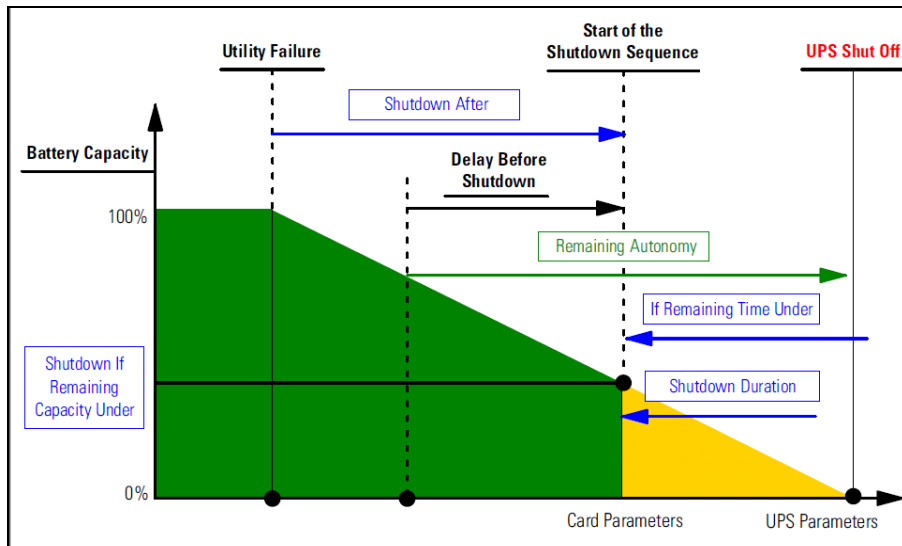 Utility Failure
Start of the
Shutdown Sequence
UPS Shut Off
Shutdown After
Battery Capacity
Delay Before
Shutdown
100%
Remaining Autonomy
If Remaining Time Under
Shutdown If
Remaining
Capacity Under
Shutdown Duration
0%
Card Parameters
UPS Parameters